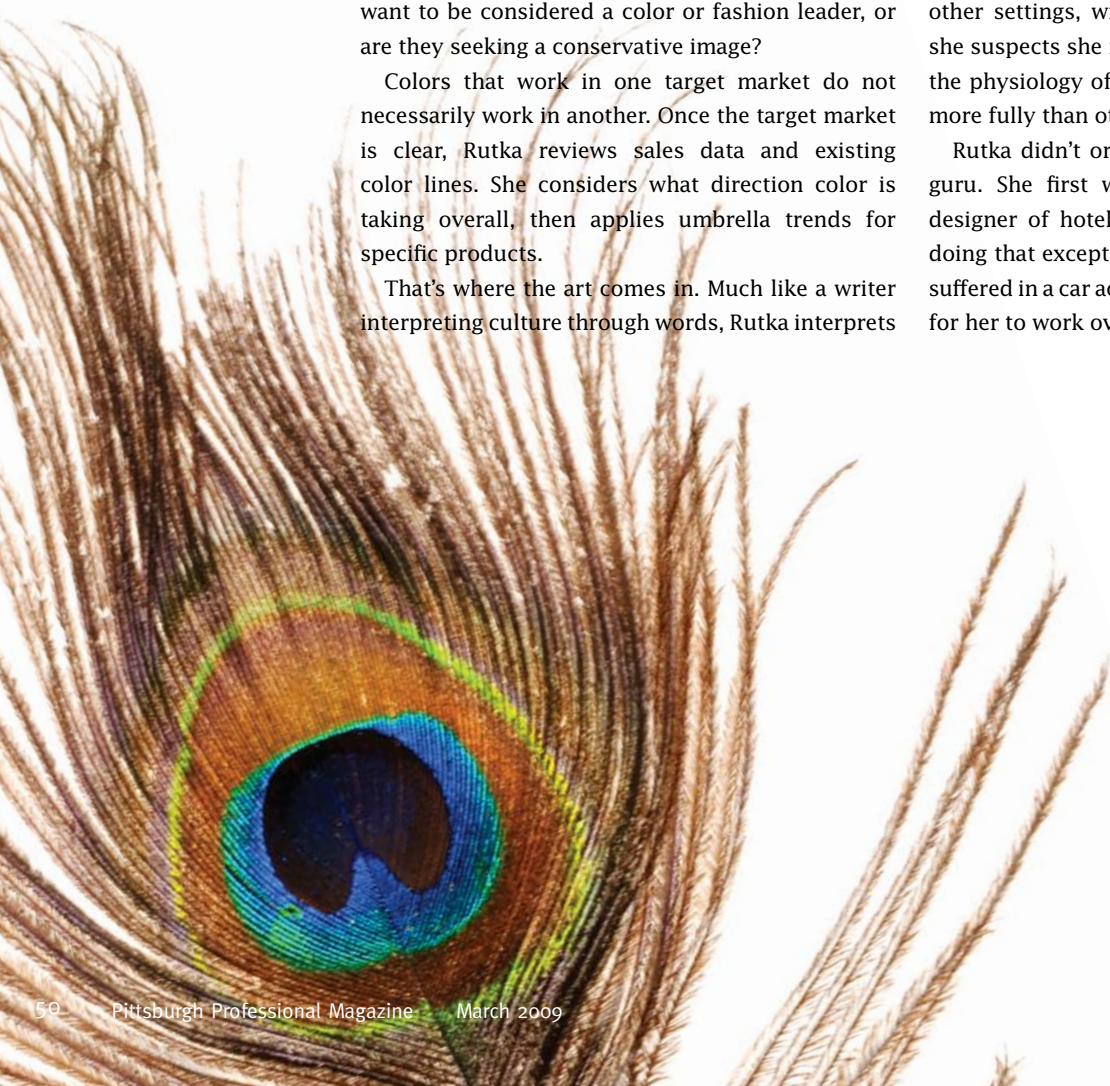 want to be considered a color or fashion leader, or
are they seeking a conservative image?
Colors that work in one target market do not
necessarily work in another. Once the target market
is clear, Rutka reviews sales data and existing
color lines. She considers what direction color is
taking overall, then applies umbrella trends for
specific products.
That’s where the art comes in. Much like a writer
interpreting culture through words, Rutka interprets
other settings,
she suspects she
the physiology of
more fully than
Rutka didn’t
guru. She first
designer of
doing that
suffered in a car
for her to work
50 Pittsburgh Professional Magazine March 2009